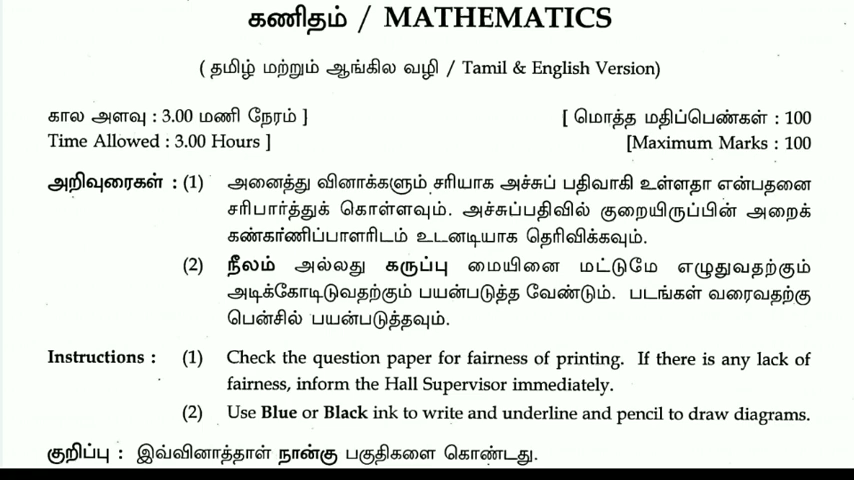 கணிதம் / MATHEMATICS
( தமிழ் மற்றும் ஆங்கில வழி / Tamil & English Version)
கால அளவு : 3.00 மணி நேரம் ] [ மொத்த மதிப்பெண்கள் : 100
Time Allowed : 3.00 Hours ] [Maximum Marks : 100
அறிவுரைகள் : (1) அனைத்து வினாக்களும் சரியாக அச்சுப் பதிவாகி உள்ளதா என்பதனை
சரிபார்த்துக் கொள்ளவும். அச்சுப்பதிவில் குறையிருப்பின் அறைக்
கண்காணிப்பாளரிடம் உடனடியாக தெரிவிக்கவும்.
(2) நீலம் அல்லது கருப்பு மையினை மட்டுமே எழுதுவதற்கும்
அடிக்கோடிடுவதற்கும் பயன்படுத்த வேண்டும். படங்கள் வரைவதற்கு
பென்சில் பயன்படுத்தவும்.
Instructions : (1) Check the question paper for fairness of printing. If there is any lack of
fairness, inform the Hall Supervisor immediately.
(2) Use Blue or Black ink to write and underline and pencil to draw diagrams.
குறிப்பு : இவ்வினாத்தாள் நான்கு பகுதிகளை கொண்டது.